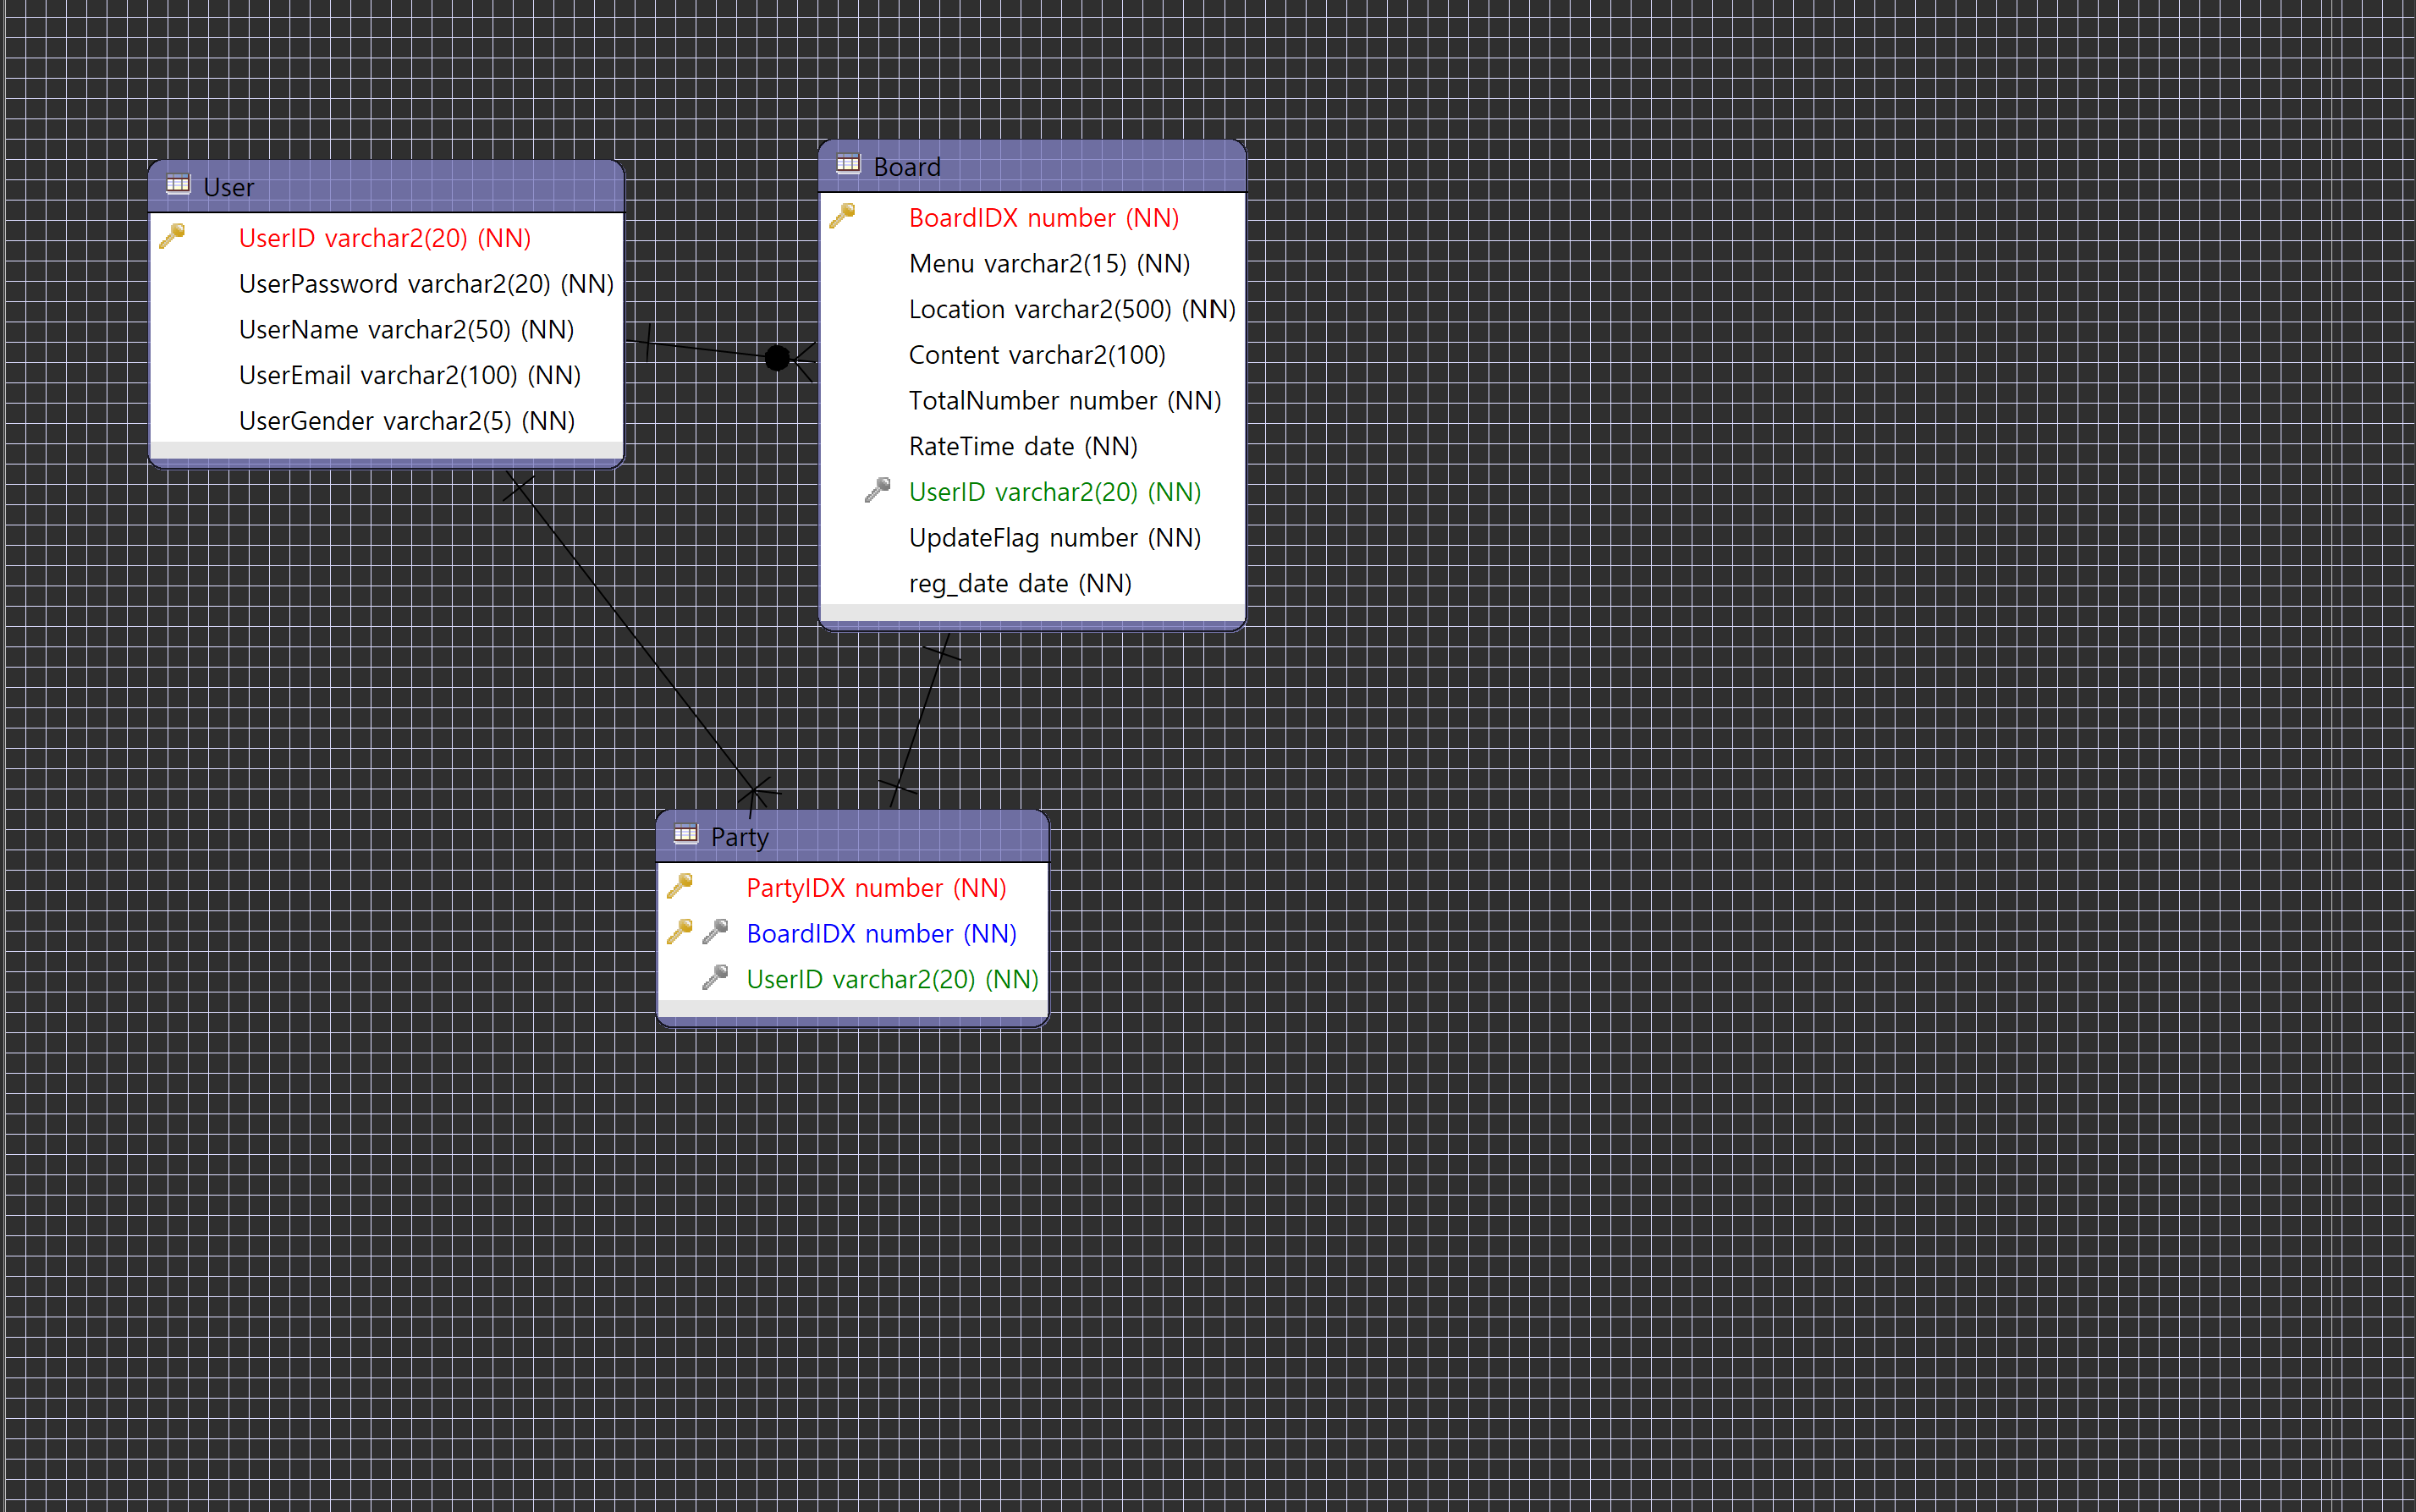 User
UserID varchar2(20) (NN)
UserPassword varchar2(20) (NN)
UserName varchar2(50) (NN)
UserEmail varchar2(100) (NN)
UserGender varchar2(5) (NN)
Board
BoardIDX number (NN)
Menu varchar2(15) (NN)
Location varchar2(500) (NN)
Content varchar2(100)
TotalNumber number (NN)
RateTime date (NN)
UserID varchar2(20) (NN)
UpdateFlag number (NN)
reg_date date (NN)
Party
PartyIDX number (NN)
BoardIDX number (NN)
UserID varchar2(20) (NN)